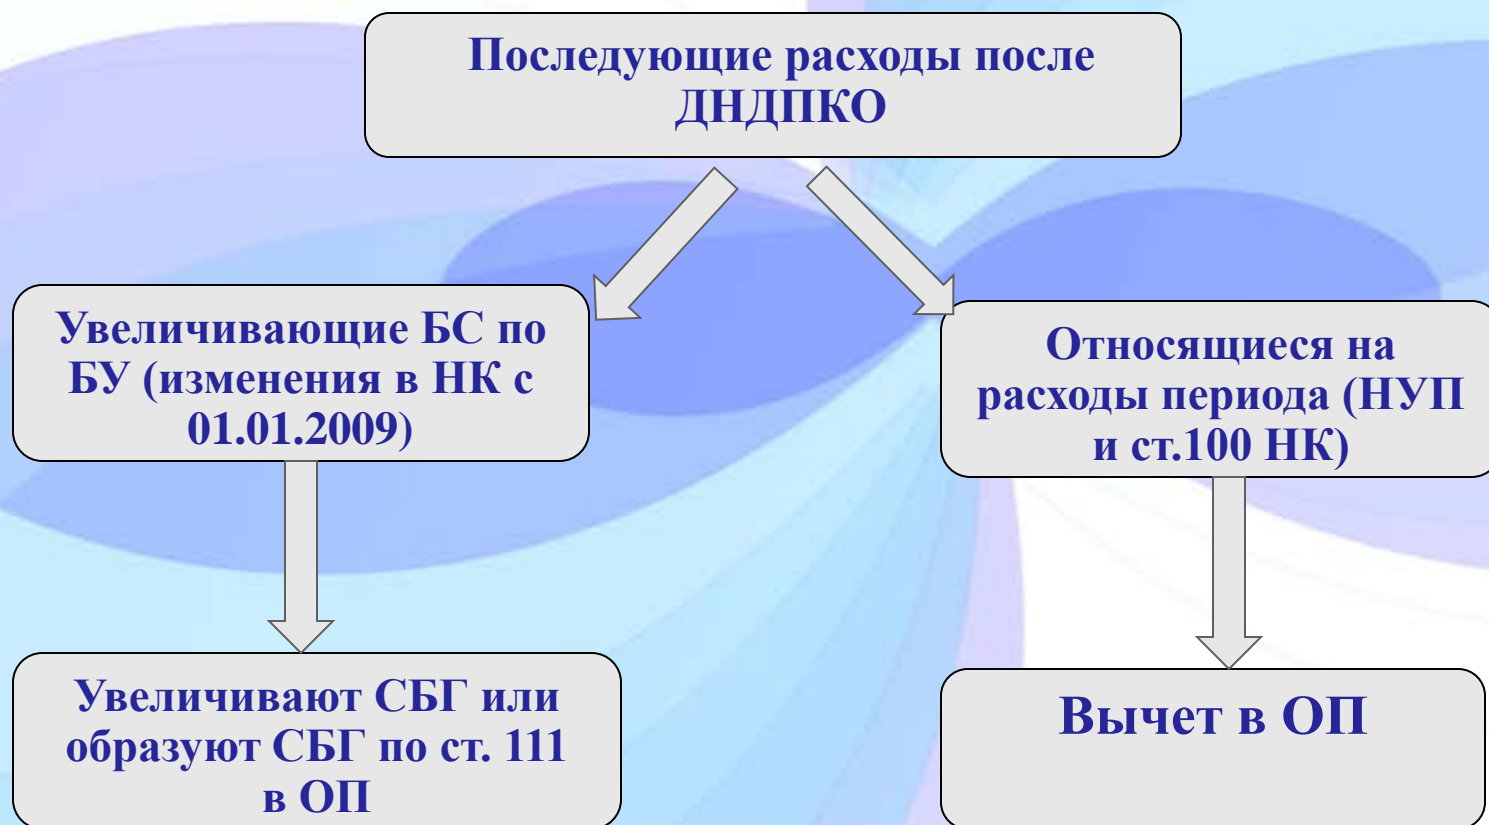 Последующие расходы после
ДНДПКО
Увеличивающие БС по
БУ (изменения в НК с
01.01.2009)
Относящиеся на
расходы периода (НУП
и ст.100 НК)
Увеличивают СБГ или
образуют СБГ по ст. 111
в ОП
Вычет в ОП